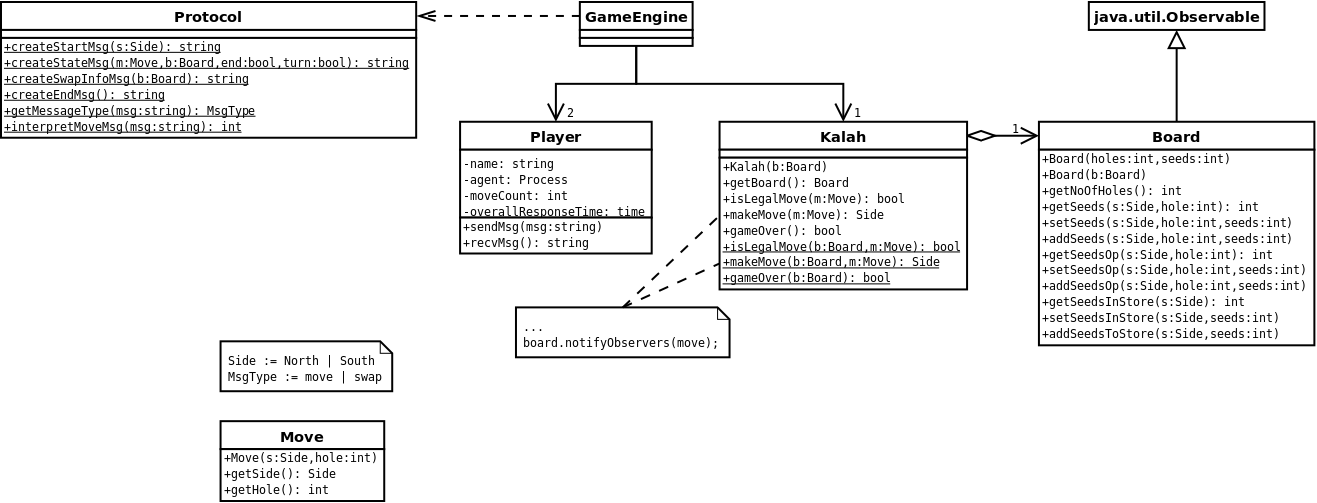 Protocol
+createStartMsg(s:Side): string
+createStateMsg(m:Move,b:Board,end:bool,turn:bool): string
+createSwapInfoMsg(b:Board): string
+createEndMsg(): string
+getMessageType(msg:string): MsgType
+interpretMoveMsg(msg:string): int
GameEngine
java.util.Observable
2
1
1
Player
-name: string
-agent: Process
-moveCount: int
-overallResponseTime: time
+sendMsg(msg:string)
+recvMsg(): string
Kalah
+Kalah(b:Board)
+getBoard(): Board
+isLegalMove(m:Move): bool
+makeMove(m:Move): Side
+gameOver(): bool
+isLegalMove(b:Board,m:Move): bool
+makeMove(b:Board,m:Move): Side
+gameOver(b:Board): bool
Board
+Board(holes:int,seeds:int)
+Board(b:Board)
+getNoOfHoles(): int
+getSeeds(s:Side,hole:int): int
+setSeeds(s:Side,hole:int,seeds:int)
+addSeeds(s:Side,hole:int,seeds:int)
+getSeedsOp(s:Side,hole:int): int
+setSeedsOp(s:Side,hole:int,seeds:int)
+addSeedsOp(s:Side,hole:int,seeds:int)
+getSeedsInStore(s:Side): int
+setSeedsInStore(s:Side,seeds:int)
+addSeedsToStore(s:Side,seeds:int)
...
board.notifyObservers(move);
Side := North | South
MsgType := move | swap
Move
+Move(s:Side,hole:int)
+getSide(): Side
+getHole(): int